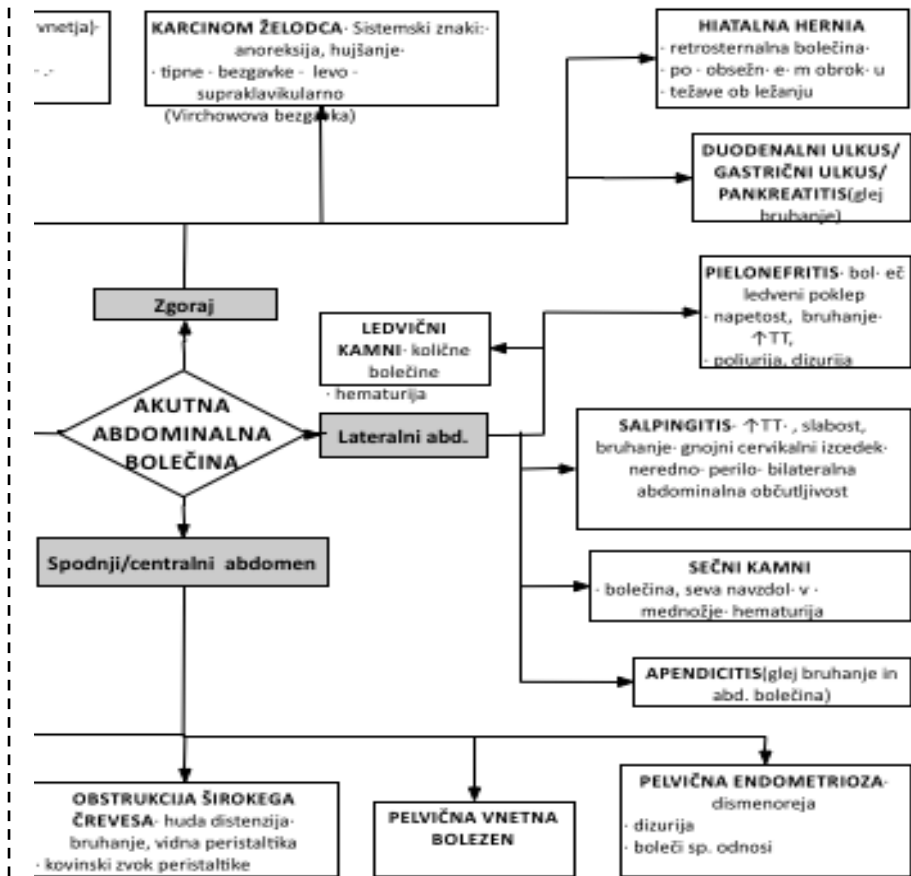 vnetja)·
· .·
KARCINOM ŽELODCA· Sistemski znaki:·
anoreksija, hujšanje·
· tipne · bezgavke · levo ·
supraklavikularno
(Virchowova bezgavka)
HIATALNA HERNIA
· retrosternalna bolečina·
· po · obsežn · e· m obrok · u
· težave ob ležanju
DUODENALNI ULKUS/
GASTRIČNI ULKUS/
PANKREATITIS(glej
bruhanje)
Zgoraj
LEDVIČNI
KAMNI· količne
bolečine
· hematurija
PIELONEFRITIS· bol· eč
ledveni poklep
· napetost, bruhanje·
↑TT,
· poliurija, dizurija
AKUTNA
ABDOMINALNA
BOLEČINA
Lateralni abd.
SALPINGITIS· ↑TT· , slabost,
bruhanje· gnojni cervikalni izcedek·
neredno· perilo· bilateralna
abdominalna občutljivost
Spodnji/centralni abdomen
SEČNI KAMNI
· bolečina, seva navzdol· v ·
mednožje· hematurija
APENDICITIS(glej bruhanje in
abd. bolečina)
OBSTRUKCIJA ŠIROKEGA
ČREVESA· huda distenzija·
bruhanje, vidna peristaltika
· kovinski zvok peristaltike
PELVIČNA VNETNA
BOLEZEN
PELVIČNA ENDOMETRIOZA·
dismenoreja
· dizurija
· boleči sp. odnosi